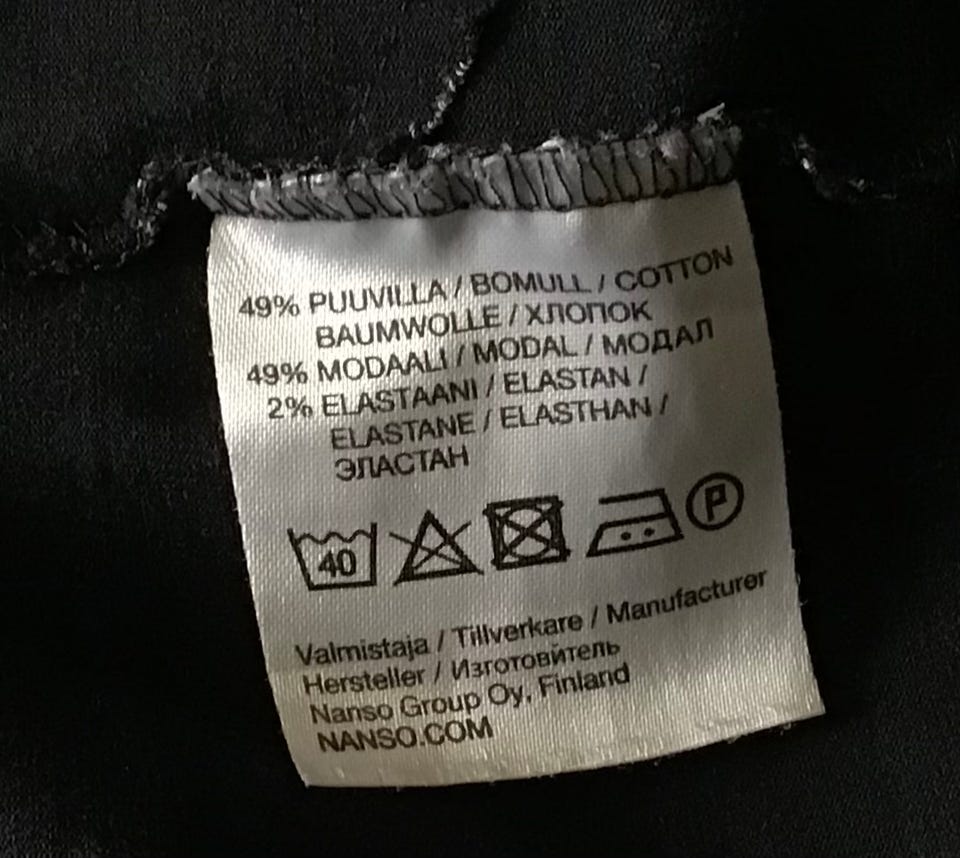 49% PUUVILLA / BOMULL / COTTON
BAUMWOLLE / ХЛОПОК
49% MODAALI / MODAL / МОДАЛ
2% ELASTAANI / ELASTAN /
ELASTANE / ELASTHAN /
ЭЛАСТАН
40 P
Valmistaja / Tillverkare / Manufacturer
Hersteller / Изготовитель
Nanso Group Oy, Finland
NANSO.COM